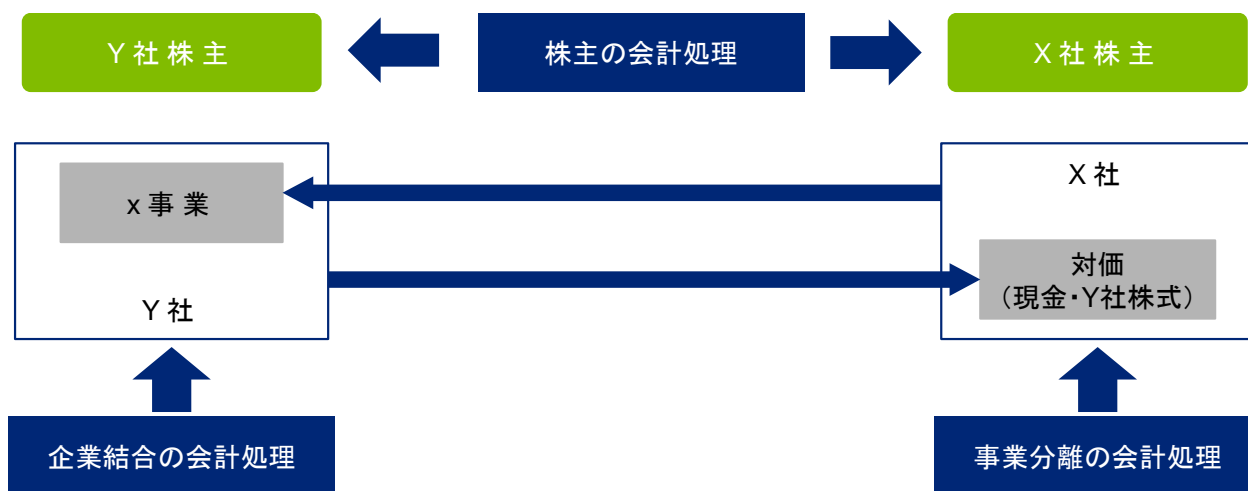 Y社株主
株主の会計処理
X社株主
x事業
X社
対価
（現金・Y社株式）
Y社
企業結合の会計処理
事業分離の会計処理